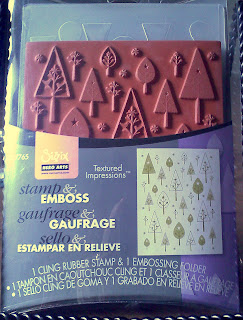 Sizzix
HERO ARTS
Textured
Impressions™
stamp &
EMBOSS
gaufrage &
GAUFRAGE
sello &
ESTAMPAR EN RELIEVE
1 CLING RUBBER STAMP & 1 EMBOSSING FOLDER
• 1 TAMPON EN CAOUTCHOUC CLING ET 1 CLASSEUR À GAUFRAGE
• 1 SELLO CLING DE GOMA Y 1 GRABADO EN RELIEVE EN RELIEVE